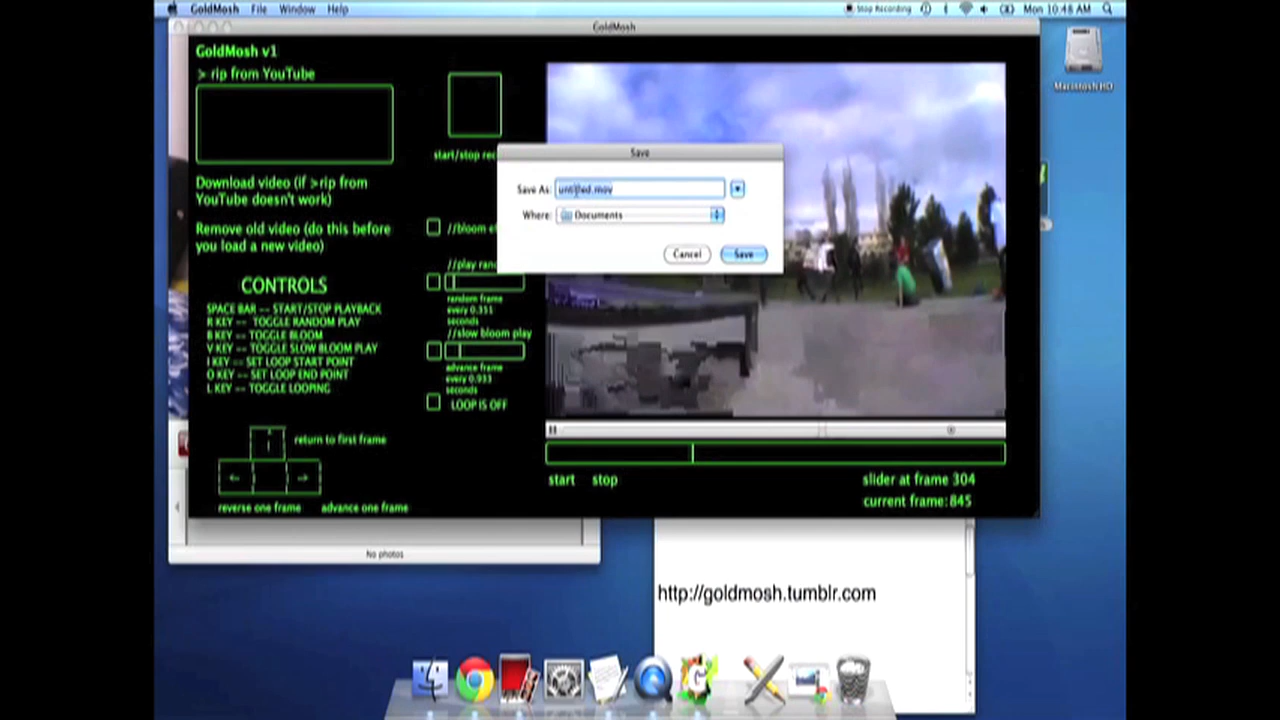 GoldMosh File Window Help
Stop Recording Mon 10:48 AM
GoldMosh
GoldMosh v1
> rip from YouTube
start/stop rec
Download video (if >rip from
YouTube doesn't work)
Remove old video (do this before
you load a new video)
CONTROLS
SPACE BAR -- START/STOP PLAYBACK
R KEY -- TOGGLE RANDOM PLAY
B KEY -- TOGGLE BLOOM
V KEY -- TOGGLE SLOW BLOOM PLAY
I KEY -- SET LOOP START POINT
O KEY -- SET LOOP END POINT
L KEY -- TOGGLE LOOPING
return to first frame
reverse one frame advance one frame
//bloom
//play
random frame
every 0.351
seconds
//slow bloom play
advance frame
every 0.933
seconds
LOOP IS OFF
Save
Save As: untitled.mov
Where: Documents
Cancel Save
start stop
slider at frame 304
current frame:845
Macintosh HD
No photos
http://goldmosh.tumblr.com